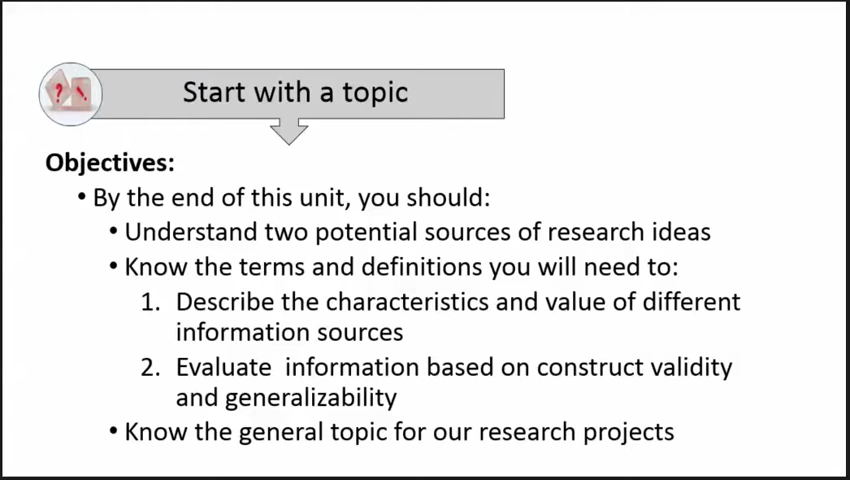 Start with a topic
Objectives:
• By the end of this unit, you should:
• Understand two potential sources of research ideas
• Know the terms and definitions you will need to:
1. Describe the characteristics and value of different
information sources
2. Evaluate  information based on construct validity
and generalizability
• Know the general topic for our research projects